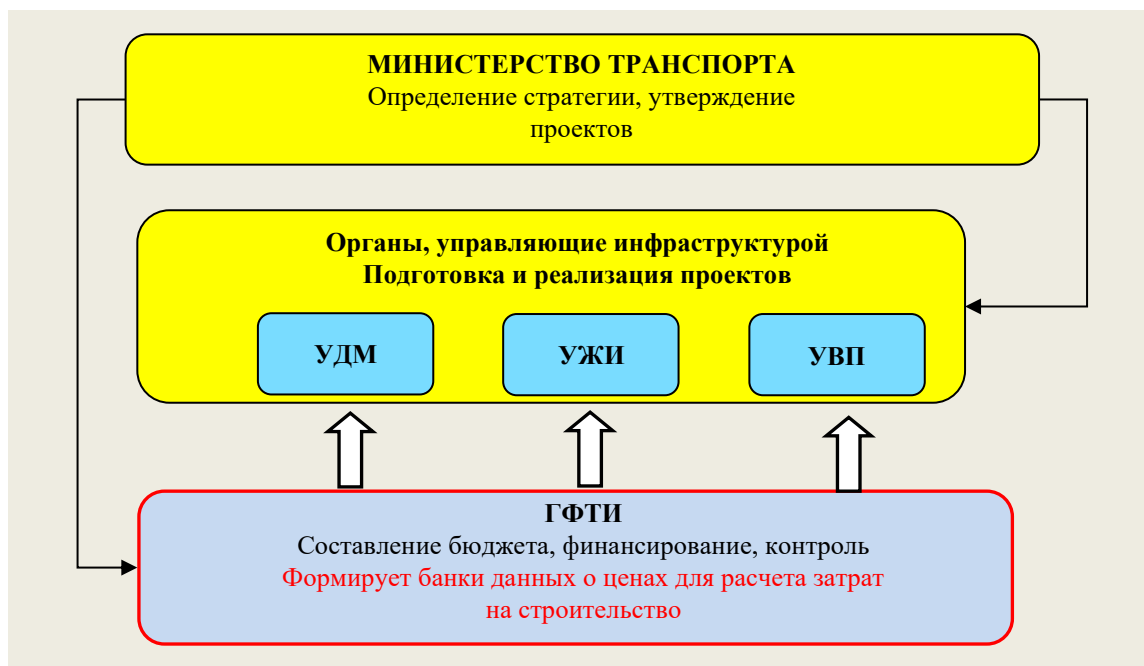 МИНИСТЕРСТВО ТРАНСПОРТА
Определение стратегии, утверждение
проектов
Органы, управляющие инфраструктурой
Подготовка и реализация проектов
УДМ
УЖИ
УВП
ГФТИ
Составление бюджета, финансирование, контроль
Формирует банки данных о ценах для расчета затрат
на строительство